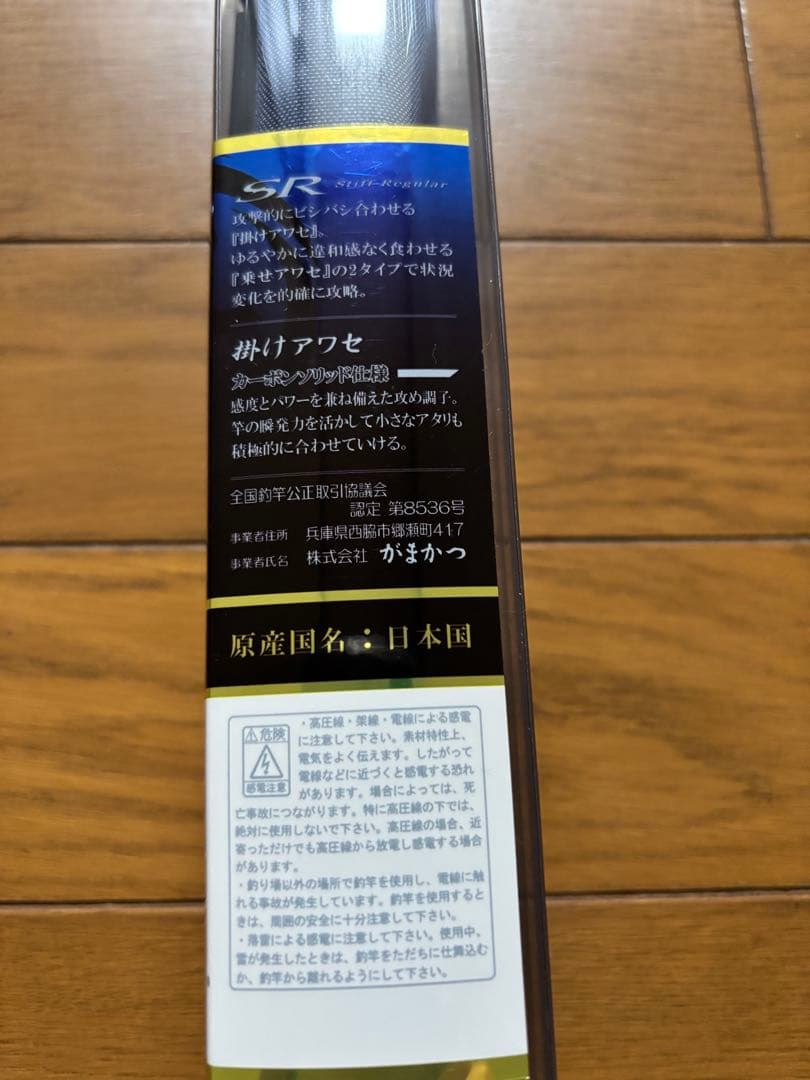 SR Stiff-Regular
攻撃的にビシバシ合わせる
『掛けアワセ』。
ゆるやかに違和感なく食わせる
『乗せアワセ』の2タイプで状況
変化を的確に攻略。
掛けアワセ
カーボンソリッド仕様
感度とパワーを兼ね備えた攻め調子。
竿の瞬発力を活かして小さなアタリも
積極的に合わせていける。
全国釣竿公正取引協議会
認定 第8536号
事業者住所 兵庫県西脇市郷瀬町417
事業者氏名 株式会社 がまかつ
原産国名：日本国
⚠危険
感電注意
・高圧線・架線・電線による感電
に注意して下さい。素材特性上、
電気をよく伝えます。したがって
電線などに近づくと感電する恐れ
があります。場合によっては、死
亡事故につながります。特に高圧線の下では、
絶対に使用しないで下さい。高圧線の場合、近
寄っただけでも高圧線から放電し感電する場合
があります。
・釣り場以外の場所で釣竿を使用し、電線に触
れる事故が発生しています。釣竿を使用すると
きは、周囲の安全に十分注意して下さい。
・落雷による感電に注意して下さい。使用中、
雷が発生したときは、釣竿をただちに仕舞込む
か、釣竿から離れるようにして下さい。